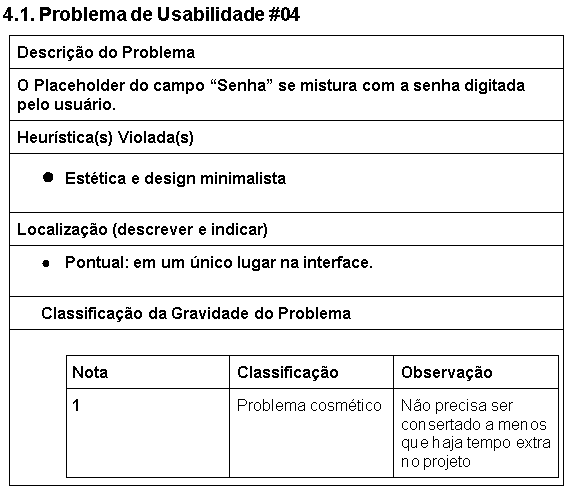 4.1. Problema de Usabilidade #04
Descrição do Problema
O Placeholder do campo “Senha” se mistura com a senha digitada
pelo usuário.
Heurística(s) Violada(s)
● Estética e design minimalista
Localização (descrever e indicar)
● Pontual: em um único lugar na interface.
Classificação da Gravidade do Problema
Nota Classificação Observação
1 Problema cosmético Não precisa ser
consertado a menos
que haja tempo extra
no projeto